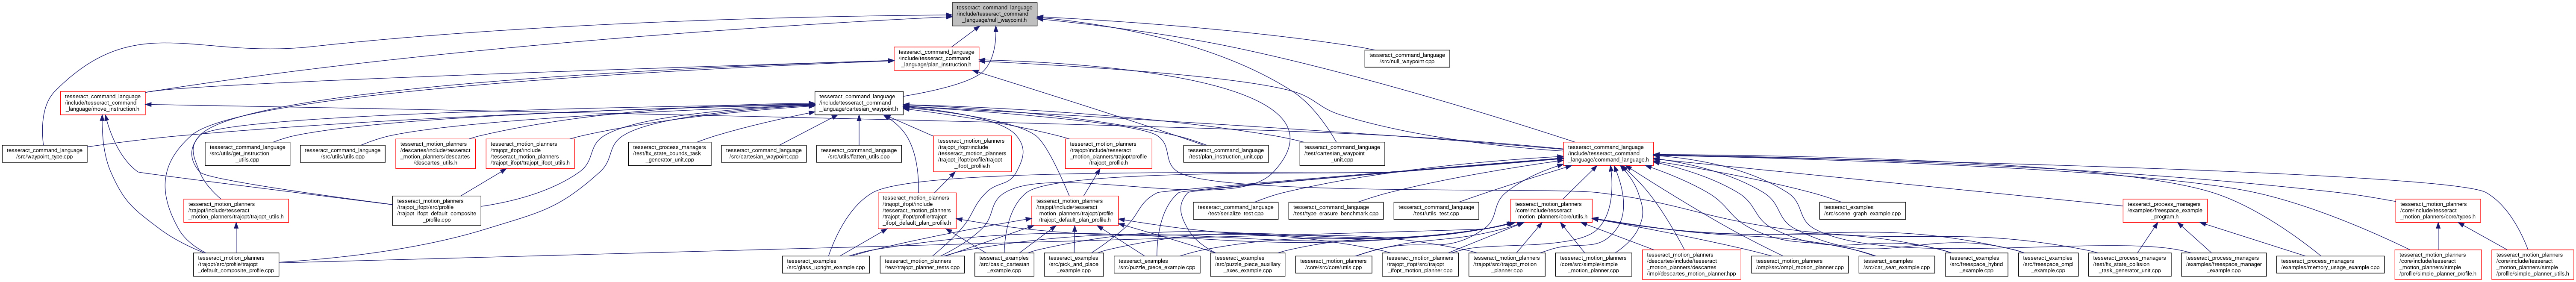 tesseract_command_language
/include/tesseract_command
_language/null_waypoint.h
tesseract_command_language
/include/tesseract_command
_language/plan_instruction.h
tesseract_command_language
/src/null_waypoint.cpp
tesseract_command_language
/include/tesseract_command
_language/move_instruction.h
tesseract_command_language
/include/tesseract_command
_language/cartesian_waypoint.h
tesseract_command_language
/src/waypoint_type.cpp
tesseract_command_language
/src/utils/get_instruction
_utils.cpp
tesseract_command_language
/src/utils/utils.cpp
tesseract_motion_planners
/descartes/include/tesseract
_motion_planners/descartes
/descartes_utils.h
tesseract_motion_planners
/trajopt_ifopt/include
/tesseract_motion_planners
/trajopt_ifopt/trajopt_ifopt_utils.h
tesseract_process_managers
/test/fix_state_bounds_task
_generator_unit.cpp
tesseract_command_language
/src/cartesian_waypoint.cpp
tesseract_command_language
/src/utils/flatten_utils.cpp
tesseract_motion_planners
/trajopt_ifopt/include
/tesseract_motion_planners
/trajopt_ifopt/profile/trajopt
_ifopt_profile.h
tesseract_motion_planners
/trajopt/include/tesseract
_motion_planners/trajopt/profile
/trajopt_profile.h
tesseract_command_language
/test/plan_instruction_unit.cpp
tesseract_command_language
/test/cartesian_waypoint
_unit.cpp
tesseract_command_language
/include/tesseract_command
_language/command_language.h
tesseract_motion_planners
/trajopt/include/tesseract
_motion_planners/trajopt/trajopt_utils.h
tesseract_motion_planners
/trajopt_ifopt/src/profile
/trajopt_ifopt_default_composite
_profile.cpp
tesseract_motion_planners
/trajopt_ifopt/include
/tesseract_motion_planners
/trajopt_ifopt/profile/trajopt
_ifopt_default_plan_profile.h
tesseract_motion_planners
/trajopt/include/tesseract
_motion_planners/trajopt/profile
/trajopt_default_plan_profile.h
tesseract_command_language
/test/serialize_test.cpp
tesseract_command_language
/test/type_erasure_benchmark.cpp
tesseract_command_language
/test/utils_test.cpp
tesseract_motion_planners
/core/include/tesseract
_motion_planners/core/utils.h
tesseract_examples
/src/scene_graph_example.cpp
tesseract_process_managers
/examples/freespace_example
_program.h
tesseract_motion_planners
/core/include/tesseract
_motion_planners/core/types.h
tesseract_motion_planners
/trajopt/src/profile/trajopt
_default_composite_profile.cpp
tesseract_examples
/src/glass_upright_example.cpp
tesseract_motion_planners
/test/trajopt_planner_tests.cpp
tesseract_examples
/src/basic_cartesian
_example.cpp
tesseract_examples
/src/pick_and_place
_example.cpp
tesseract_examples
/src/puzzle_piece_example.cpp
tesseract_examples
/src/puzzle_piece_auxillary
_axes_example.cpp
tesseract_motion_planners
/core/src/core/utils.cpp
tesseract_motion_planners
/trajopt_ifopt/src/trajopt
_ifopt_motion_planner.cpp
tesseract_motion_planners
/trajopt/src/trajopt_motion
_planner.cpp
tesseract_motion_planners
/core/src/simple/simple
_motion_planner.cpp
tesseract_motion_planners
/descartes/include/tesseract
_motion_planners/descartes
/impl/descartes_motion_planner.hpp
tesseract_motion_planners
/ompl/src/ompl_motion_planner.cpp
tesseract_examples
/src/car_seat_example.cpp
tesseract_examples
/src/freespace_hybrid
_example.cpp
tesseract_examples
/src/freespace_ompl
_example.cpp
tesseract_process_managers
/test/fix_state_collision
_task_generator_unit.cpp
tesseract_process_managers
/examples/freespace_manager
_example.cpp
tesseract_process_managers
/examples/memory_usage_example.cpp
tesseract_motion_planners
/core/include/tesseract
_motion_planners/simple
/profile/simple_planner_profile.h
tesseract_motion_planners
/core/include/tesseract
_motion_planners/simple
/profile/simple_planner_utils.h